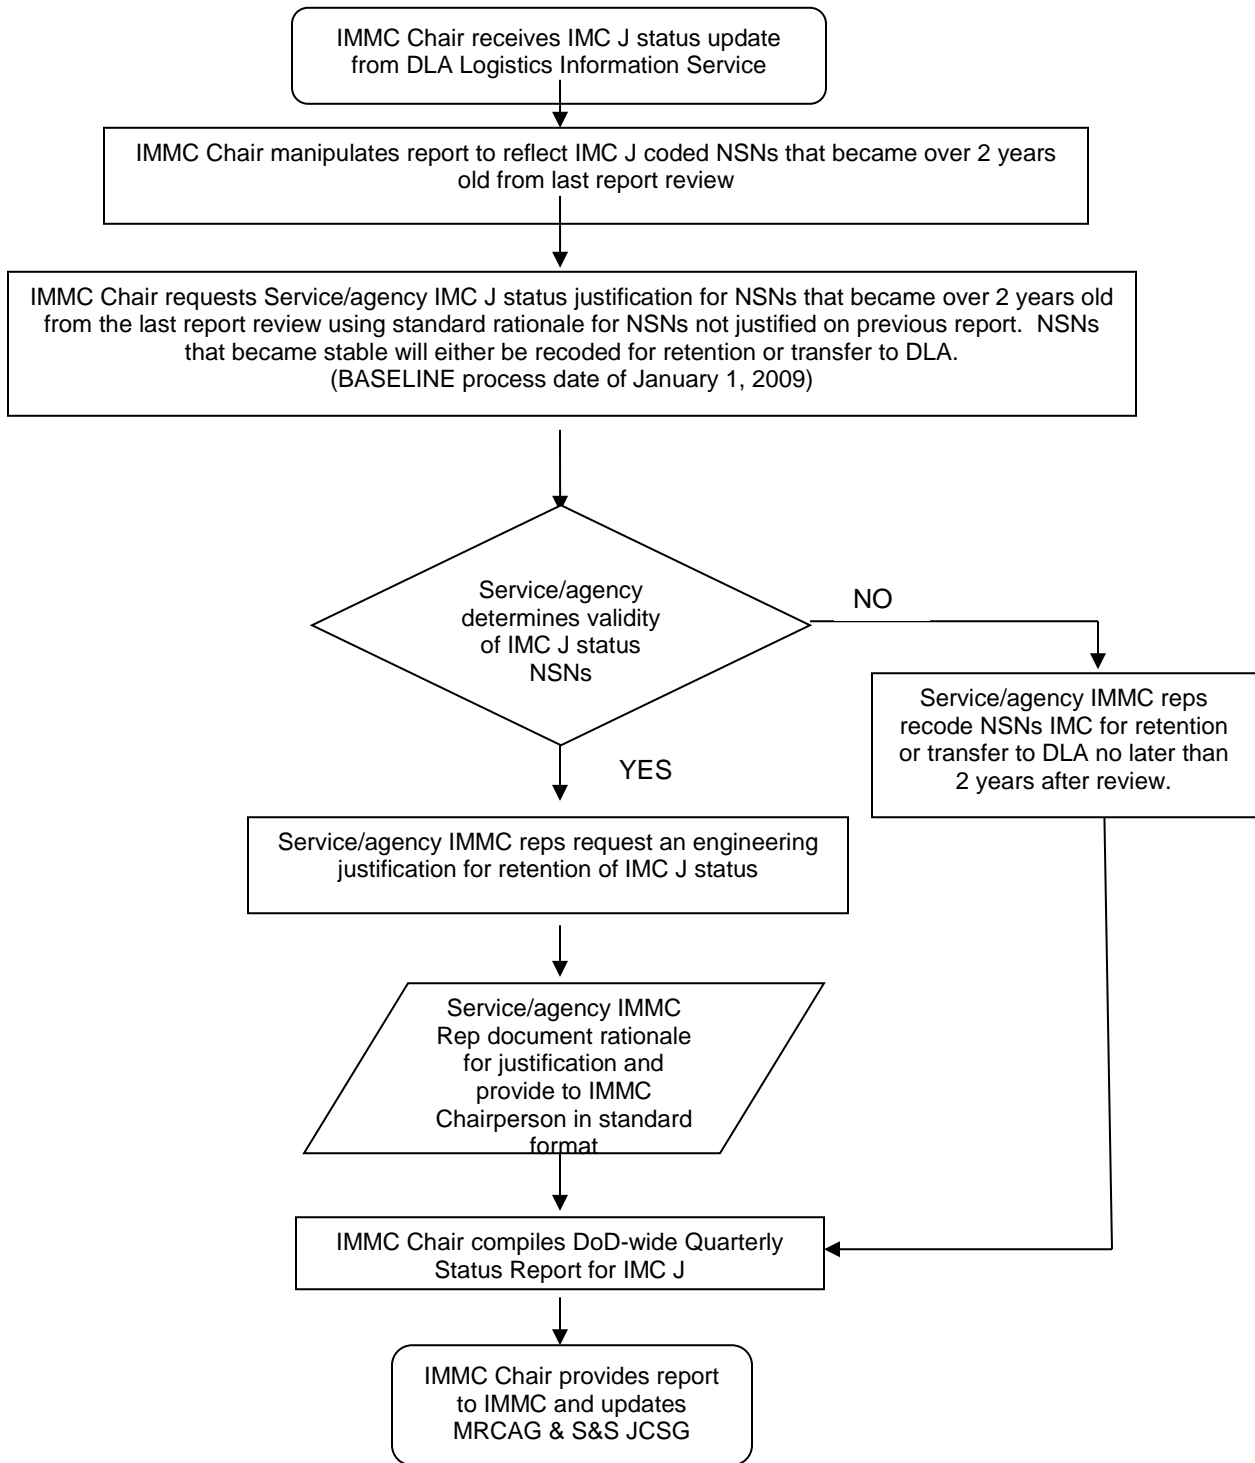 IMMC Chair receives IMC J status update
from DLA Logistics Information Service
IMMC Chair manipulates report to reflect IMC J coded NSNs that became over 2 years
old from last report review
IMMC Chair requests Service/agency IMC J status justification for NSNs that became over 2 years old
from the last report review using standard rationale for NSNs not justified on previous report.  NSNs
that became stable will either be recoded for retention or transfer to DLA.
(BASELINE process date of January 1, 2009)
Service/agency
determines validity
of IMC J status
NSNs
NO
Service/agency IMMC reps
recode NSNs IMC for retention
or transfer to DLA no later than
2 years after review.
YES
Service/agency IMMC reps request an engineering
justification for retention of IMC J status
Service/agency IMMC
Rep document rationale
for justification and
provide to IMMC
Chairperson in standard
format
IMMC Chair compiles DoD-wide Quarterly
Status Report for IMC J
IMMC Chair provides report
to IMMC and updates
MRCAG & S&S JCSG